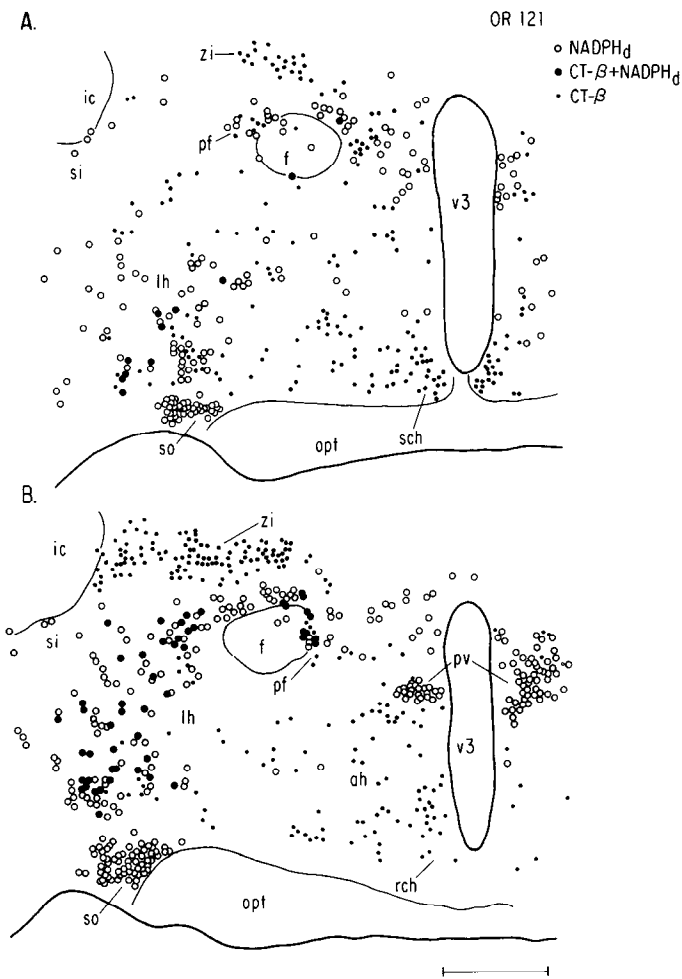 A.
OR 121
NADPHd
CT-β+NADPHd
CT-β
zi
ic
pf
f
si
v3
lh
so
opt
sch
B.
zi
ic
si
f
pf
pv
lh
v3
ah
rch
so
opt